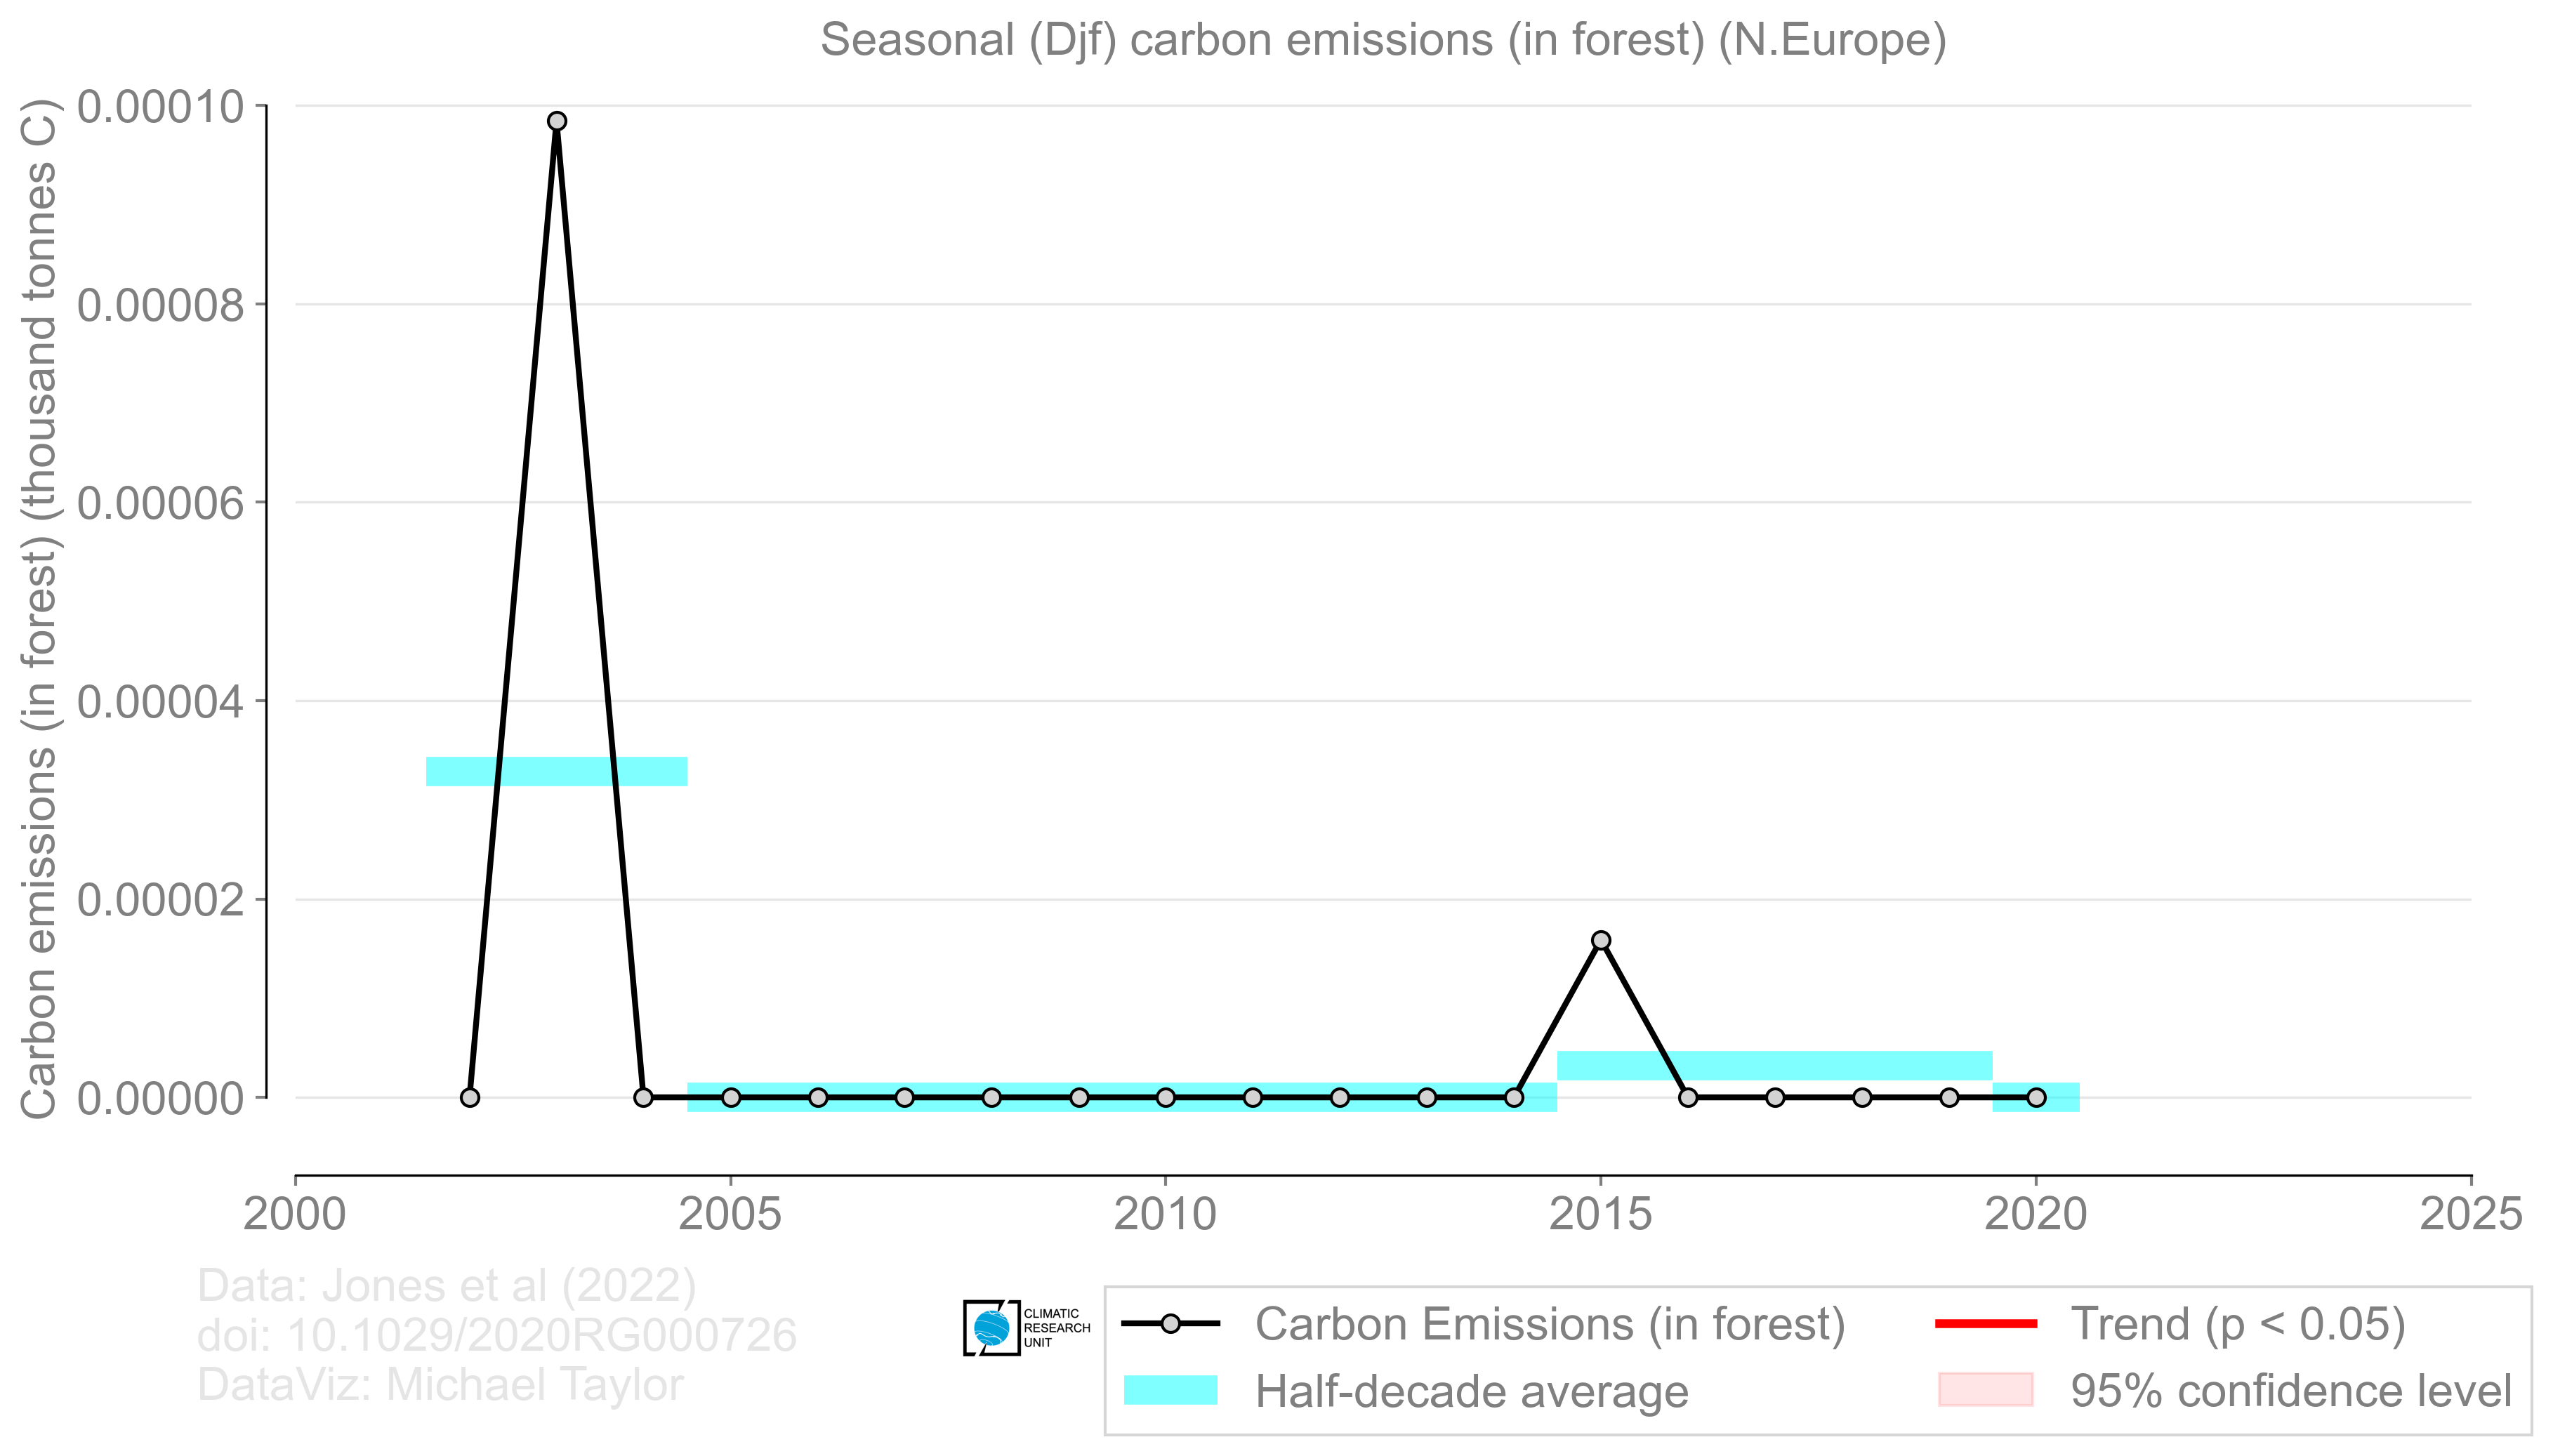 Seasonal (Djf) carbon emissions (in forest) (N.Europe)
Carbon emissions (in forest) (thousand tonnes C)
0.00010
0.00008
0.00006
0.00004
0.00002
0.00000
2000
2005
2010
2015
2020
2025
Data: Jones et al (2022)
doi: 10.1029/2020RG000726
DataViz: Michael Taylor
CLIMATIC
RESEARCH
UNIT
Carbon Emissions (in forest)
Half-decade average
Trend (p < 0.05)
95% confidence level